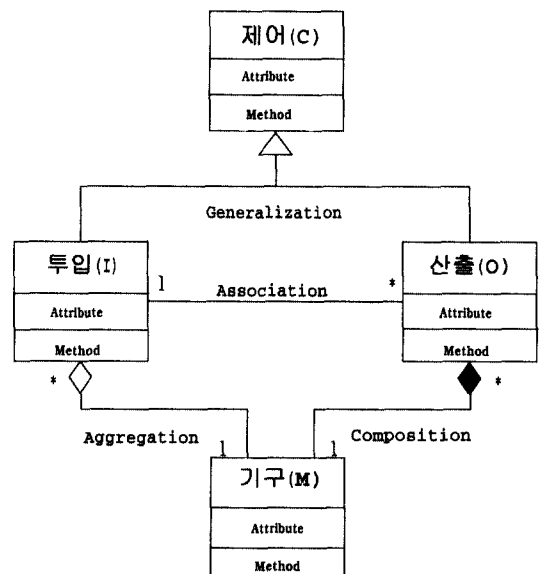 제어(C)
Attribute
Method
Generalization
투입(I)
Attribute
Method
1
Association
*
산출(O)
Attribute
Method
*
*
Aggregation
1
1
Composition
기구(M)
Attribute
Method